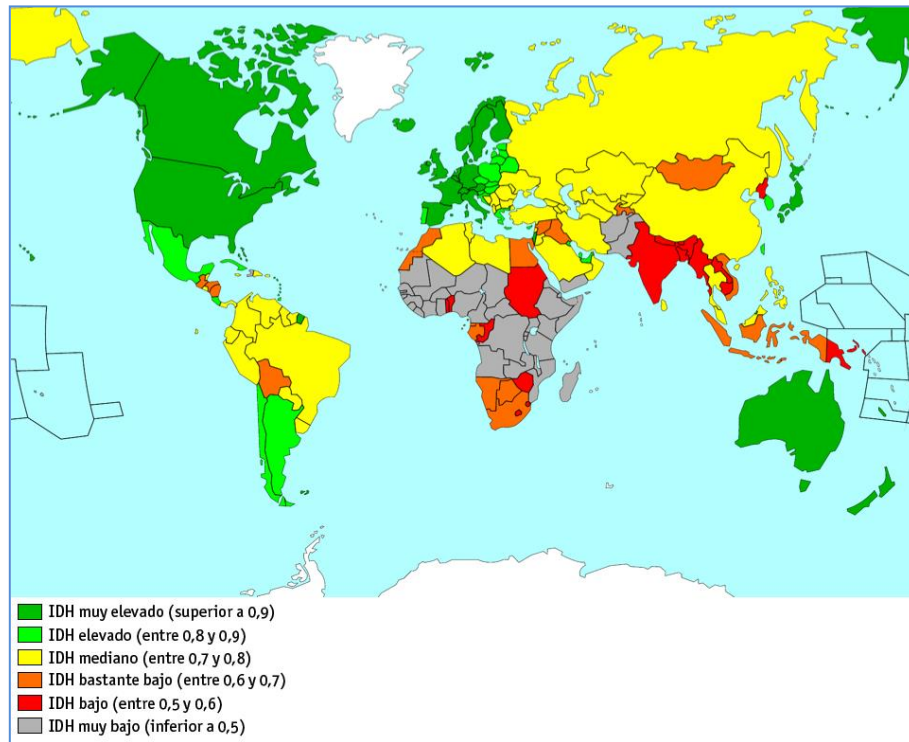 IDH muy elevado (superior a 0,9)
IDH elevado (entre 0,8 y 0,9)
IDH mediano (entre 0,7 y 0,8)
IDH bastante bajo (entre 0,6 y 0,7)
IDH bajo (entre 0,5 y 0,6)
IDH muy bajo (inferior a 0,5)